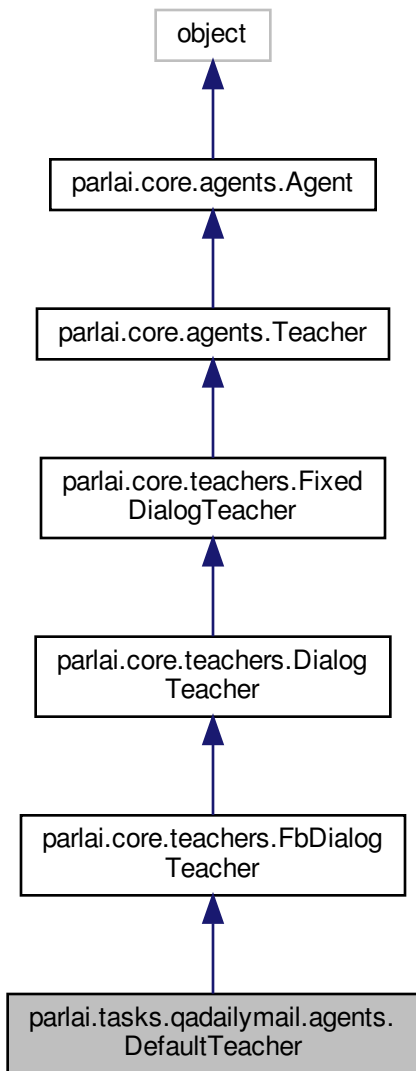 object
parlai.core.agents.Agent
parlai.core.agents.Teacher
parlai.core.teachers.Fixed
DialogTeacher
parlai.core.teachers.Dialog
Teacher
parlai.core.teachers.FbDialog
Teacher
parlai.tasks.qadailymail.agents.
DefaultTeacher